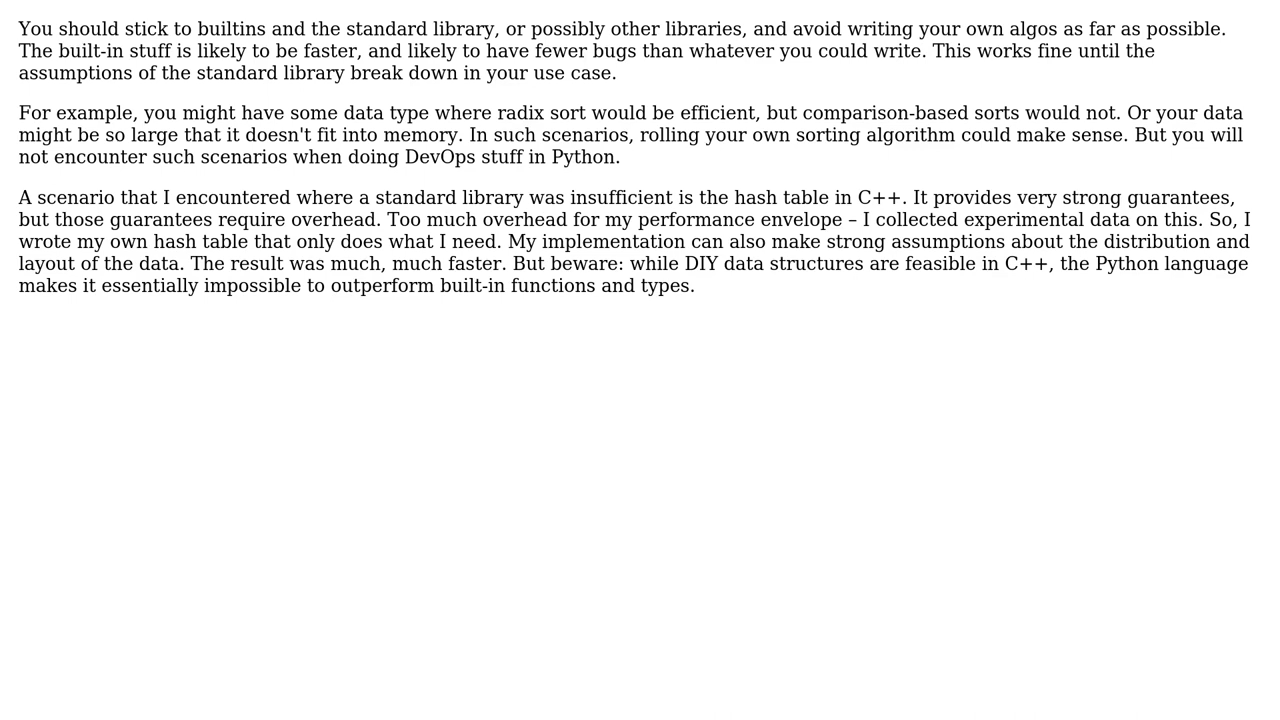 You should stick to builtins and the standard library, or possibly other libraries, and avoid writing your own algos as far as possible.
The built-in stuff is likely to be faster, and likely to have fewer bugs than whatever you could write. This works fine until the
assumptions of the standard library break down in your use case.
For example, you might have some data type where radix sort would be efficient, but comparison-based sorts would not. Or your data
might be so large that it doesn't fit into memory. In such scenarios, rolling your own sorting algorithm could make sense. But you will
not encounter such scenarios when doing DevOps stuff in Python.
A scenario that I encountered where a standard library was insufficient is the hash table in C++. It provides very strong guarantees,
but those guarantees require overhead. Too much overhead for my performance envelope – I collected experimental data on this. So, I
wrote my own hash table that only does what I need. My implementation can also make strong assumptions about the distribution and
layout of the data. The result was much, much faster. But beware: while DIY data structures are feasible in C++, the Python language
makes it essentially impossible to outperform built-in functions and types.